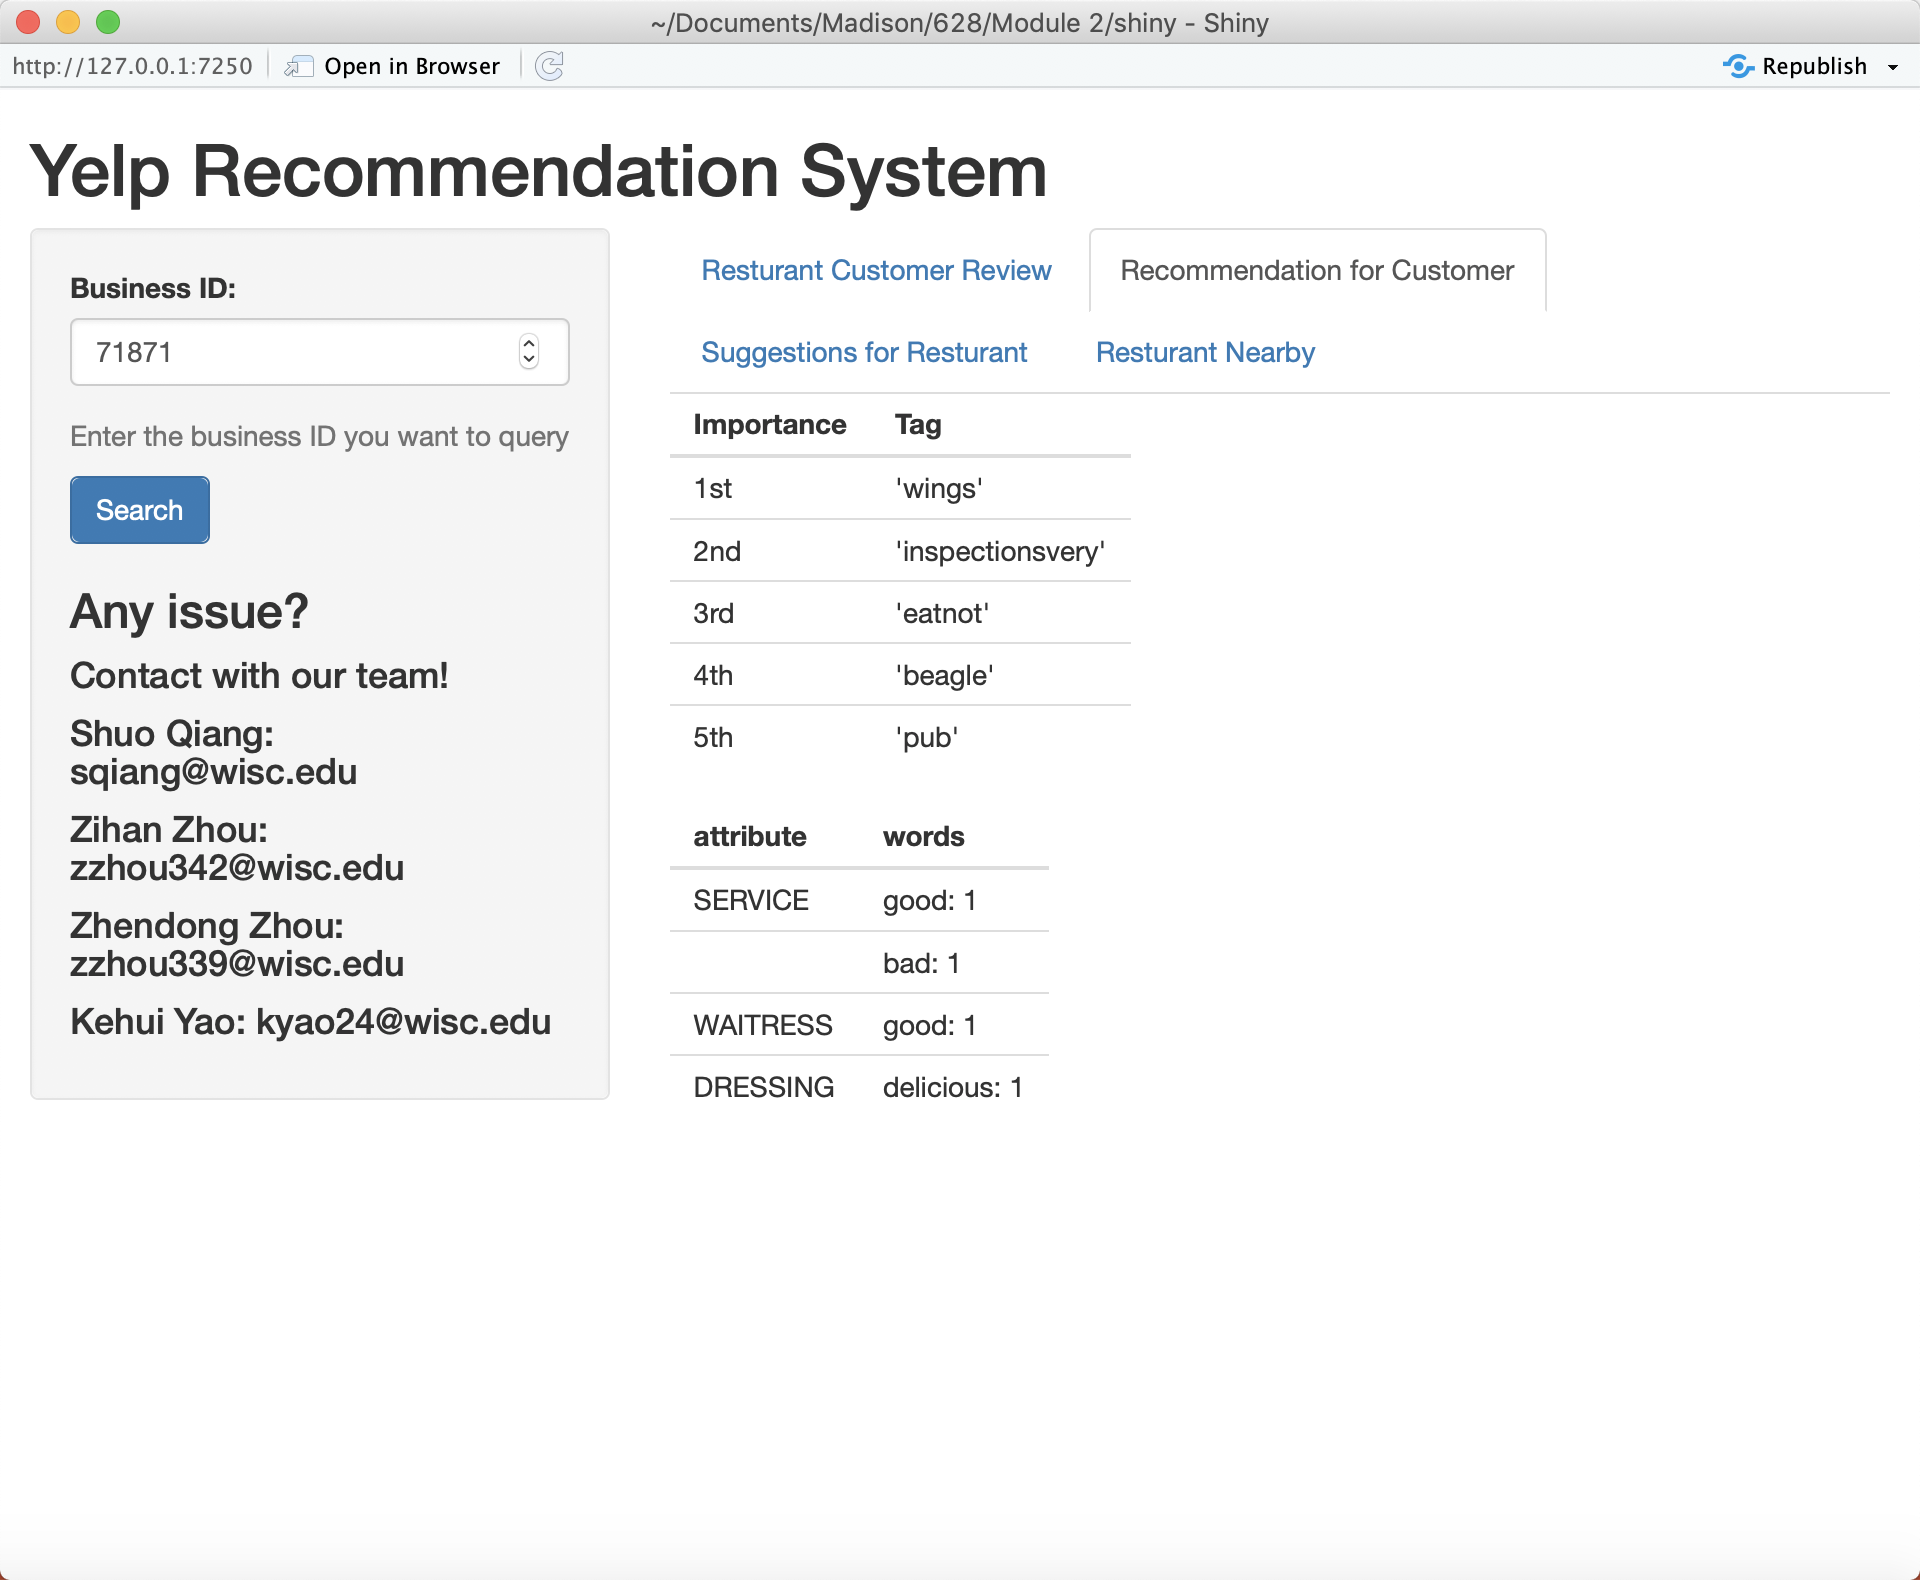 ~/Documents/Madison/628/Module 2/shiny - Shiny
http://127.0.0.1:7250 Open in Browser Republish
Yelp Recommendation System
Business ID:
71871
Enter the business ID you want to query
Search
Any issue?
Contact with our team!
Shuo Qiang:
sqiang@wisc.edu
Zihan Zhou:
zzhou342@wisc.edu
Zhendong Zhou:
zzhou339@wisc.edu
Kehui Yao: kyao24@wisc.edu
Resturant Customer Review Recommendation for Customer
Suggestions for Resturant Resturant Nearby
Importance Tag
1st 'wings'
2nd 'inspectionsvery'
3rd 'eatnot'
4th 'beagle'
5th 'pub'
attribute words
SERVICE good: 1
bad: 1
WAITRESS good: 1
DRESSING delicious: 1